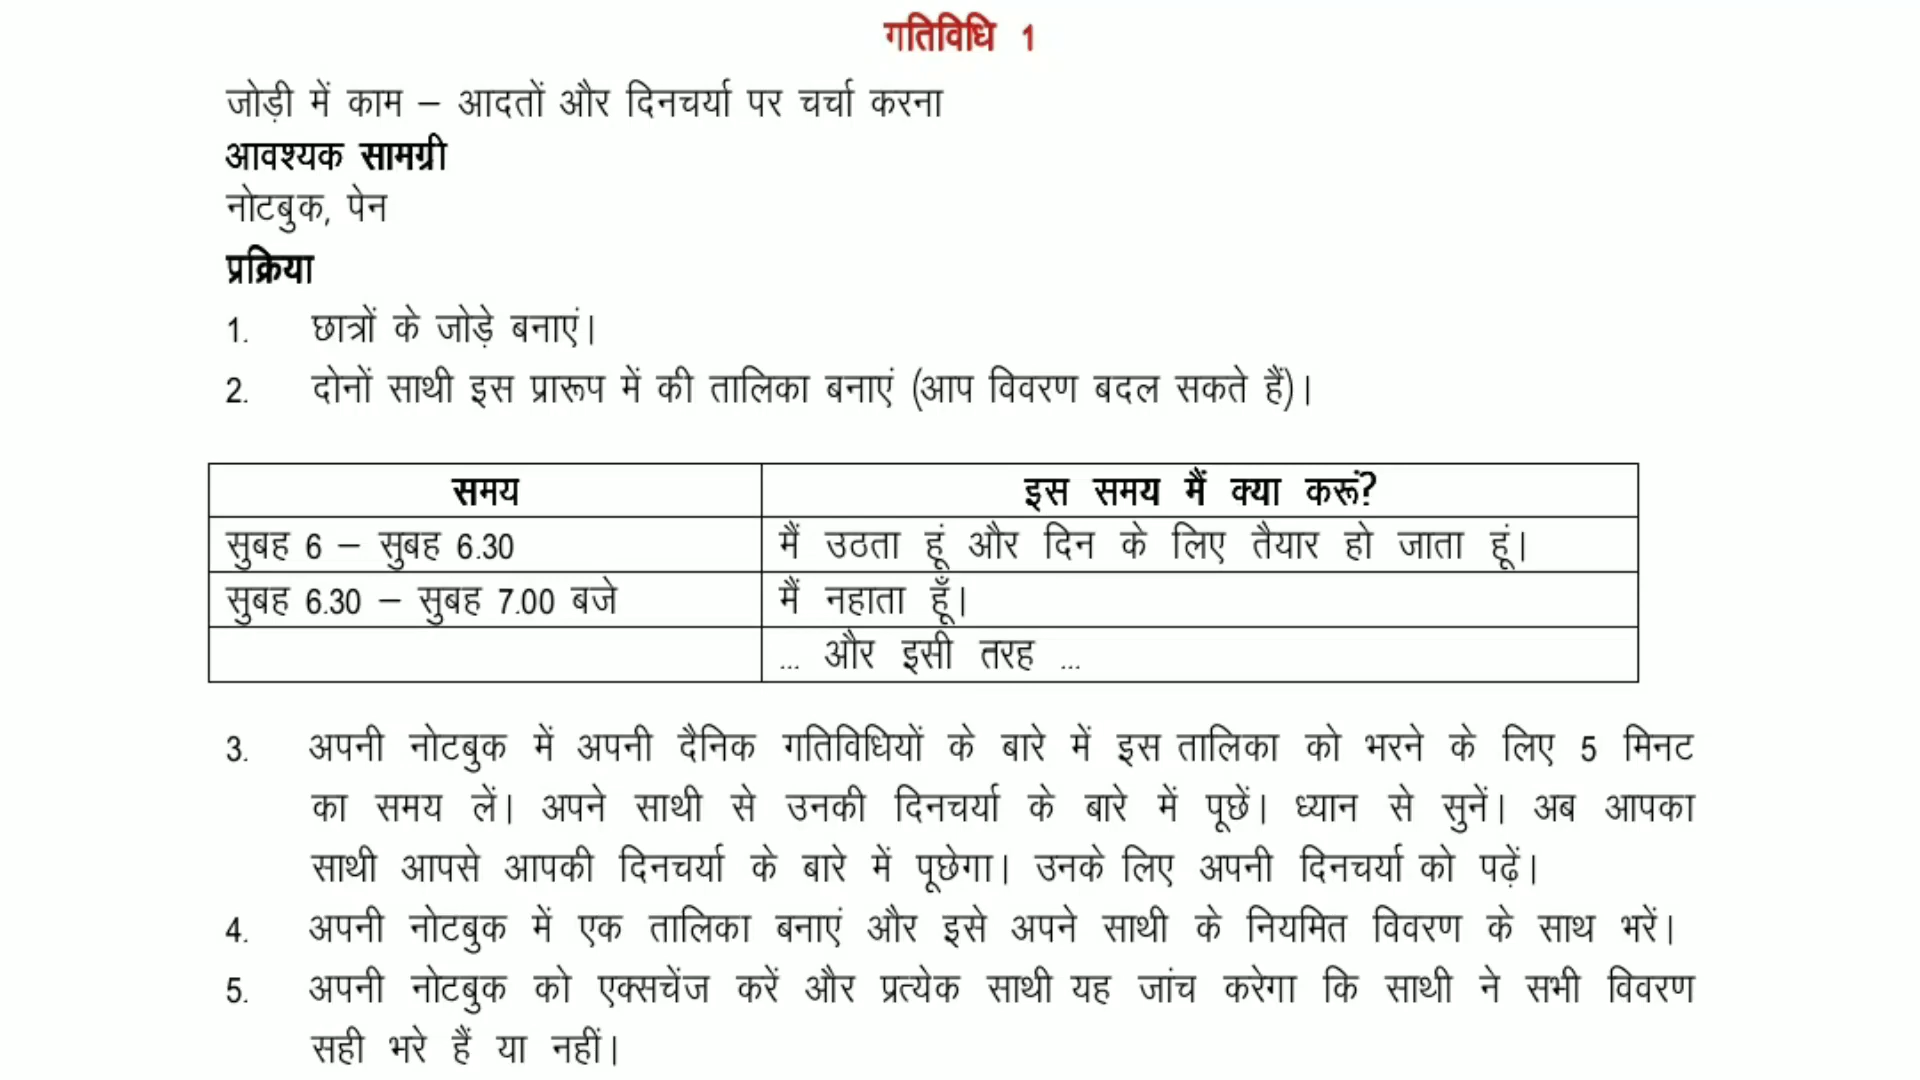 गतिविधि 1
जोड़ी में काम – आदतों और दिनचर्या पर चर्चा करना
आवश्यक सामग्री
नोटबुक, पेन
प्रक्रिया
1. छात्रों के जोड़े बनाएं।
2. दोनों साथी इस प्रारूप में की तालिका बनाएं (आप विवरण बदल सकते हैं)।
समय इस समय मैं क्या करूं?
सुबह 6 – सुबह 6.30 मैं उठता हूं और दिन के लिए तैयार हो जाता हूं।
सुबह 6.30 – सुबह 7.00 बजे मैं नहाता हूँ।
... और इसी तरह ...
3. अपनी नोटबुक में अपनी दैनिक गतिविधियों के बारे में इस तालिका को भरने के लिए 5 मिनट
का समय लें। अपने साथी से उनकी दिनचर्या के बारे में पूछें। ध्यान से सुनें। अब आपका
साथी आपसे आपकी दिनचर्या के बारे में पूछेगा। उनके लिए अपनी दिनचर्या को पढ़ें।
4. अपनी नोटबुक में एक तालिका बनाएं और इसे अपने साथी के नियमित विवरण के साथ भरें।
5. अपनी नोटबुक को एक्सचेंज करें और प्रत्येक साथी यह जांच करेगा कि साथी ने सभी विवरण
सही भरे हैं या नहीं।